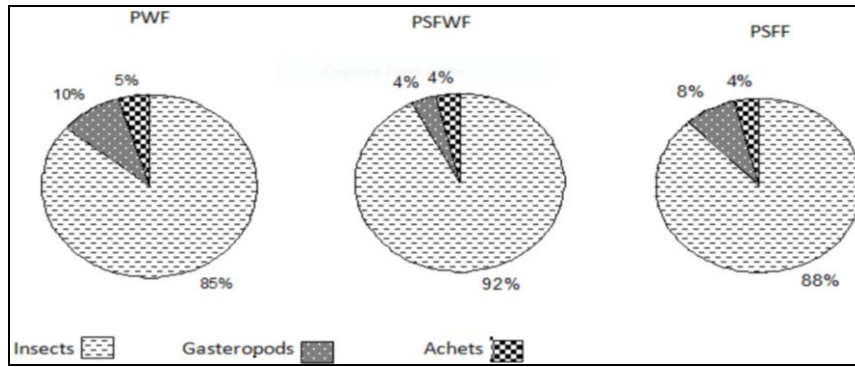 PWF
PSFWF
PSFF
10%
5%
4%
4%
8%
4%
85%
92%
88%
Insects
Gasteropods
Achets